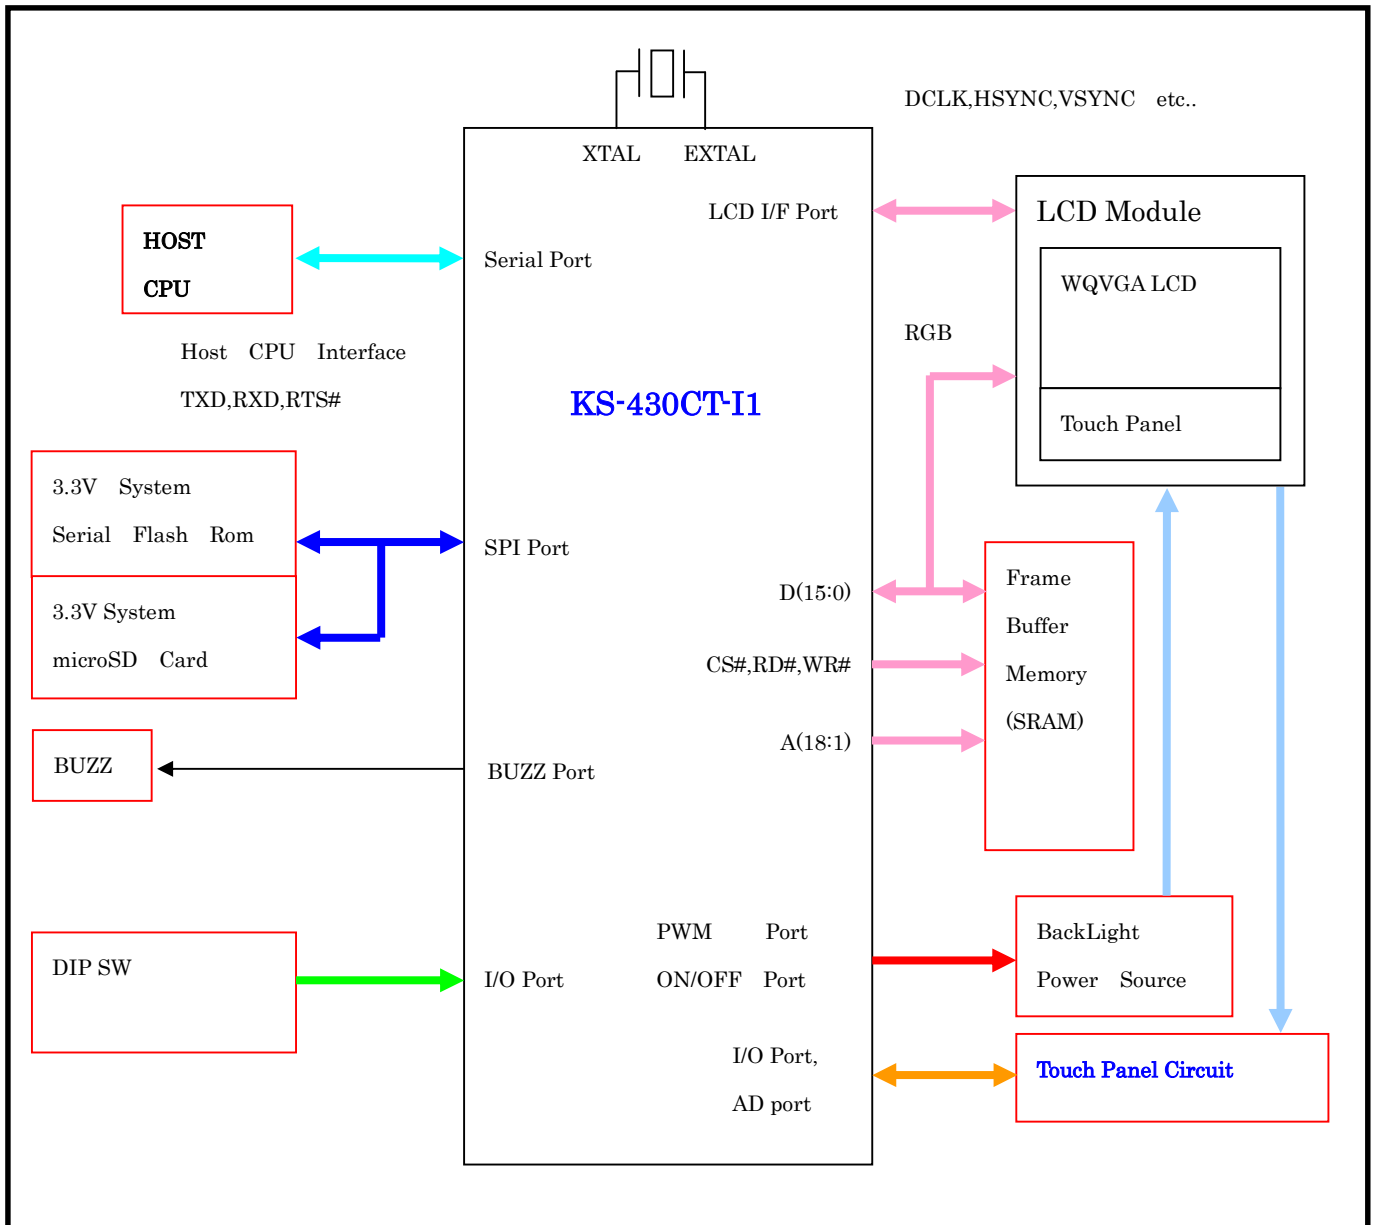 DCLK,HSYNC,VSYNC etc..
XTAL EXTAL
LCD I/F Port
LCD Module
HOST
CPU
Serial Port
WQVGA LCD
Host CPU Interface
TXD,RXD,RTS#
RGB
KS-430CT-I1
Touch Panel
3.3V System
Serial Flash Rom
SPI Port
3.3V System
microSD Card
D(15:0)
CS#,RD#,WR#
A(18:1)
Frame
Buffer
Memory
(SRAM)
BUZZ
BUZZ Port
DIP SW
I/O Port
PWM Port
ON/OFF Port
BackLight
Power Source
I/O Port,
AD port
Touch Panel Circuit